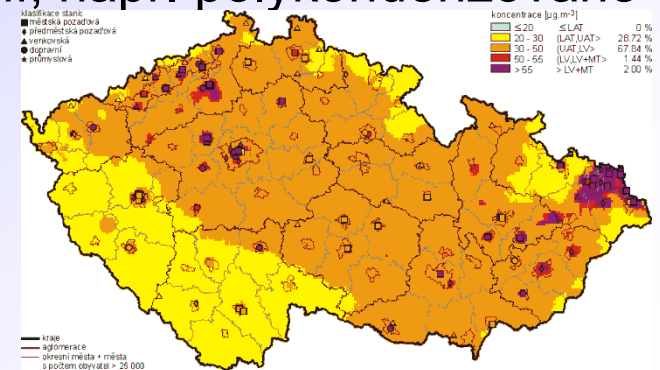 např. polykondenzované
klasifikace stanic
městská pozaďová
předměstská pozaďová
venkovská
dopravní
průmyslová
koncentrace [µg.m-3]
≤ 20 ≤ LAT 0 %
20 - 30 (LAT,UAT> 28.72 %
30 - 50 (UAT,LV> 67.84 %
50 - 55 (LV,LV+MT> 1.44 %
> 55 > LV+MT 2.00 %
kraje
aglomerace
okresní města + města
s počtem obyvatel > 25 000